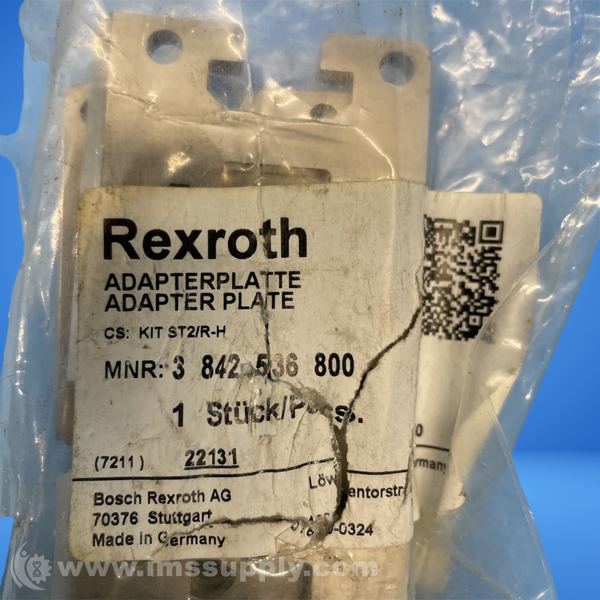 Rexroth
ADAPTERPLATTE
ADAPTER PLATE
CS: KIT ST2/R-H
MNR: 3 842 536 800
1 Stück/Pcs.
(7211) 22131
Bosch Rexroth AG
70376 Stuttgart
Made in Germany
-0324
www.imssupply.com